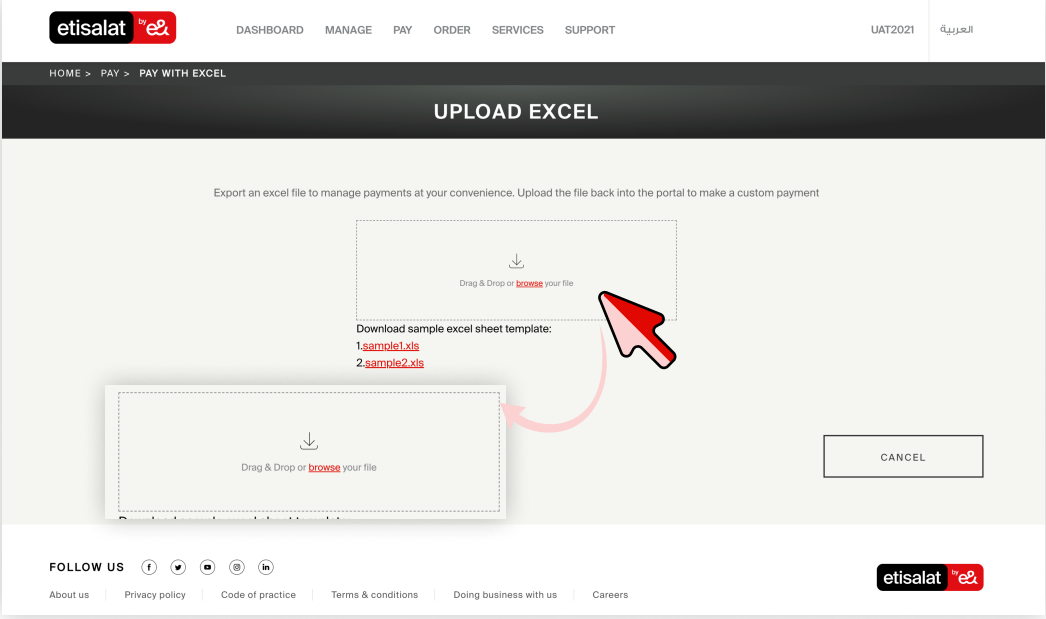 etisalat by e&
DASHBOARD MANAGE PAY ORDER SERVICES SUPPORT
UAT2021
العربية
HOME > PAY > PAY WITH EXCEL
UPLOAD EXCEL
Export an excel file to manage payments at your convenience. Upload the file back into the portal to make a custom payment
Drag & Drop or browse your file
Download sample excel sheet template:
1.sample1.xls
2.sample2.xls
Drag & Drop or browse your file
CANCEL
FOLLOW US
etisalat by e&
About us Privacy policy Code of practice Terms & conditions Doing business with us Careers